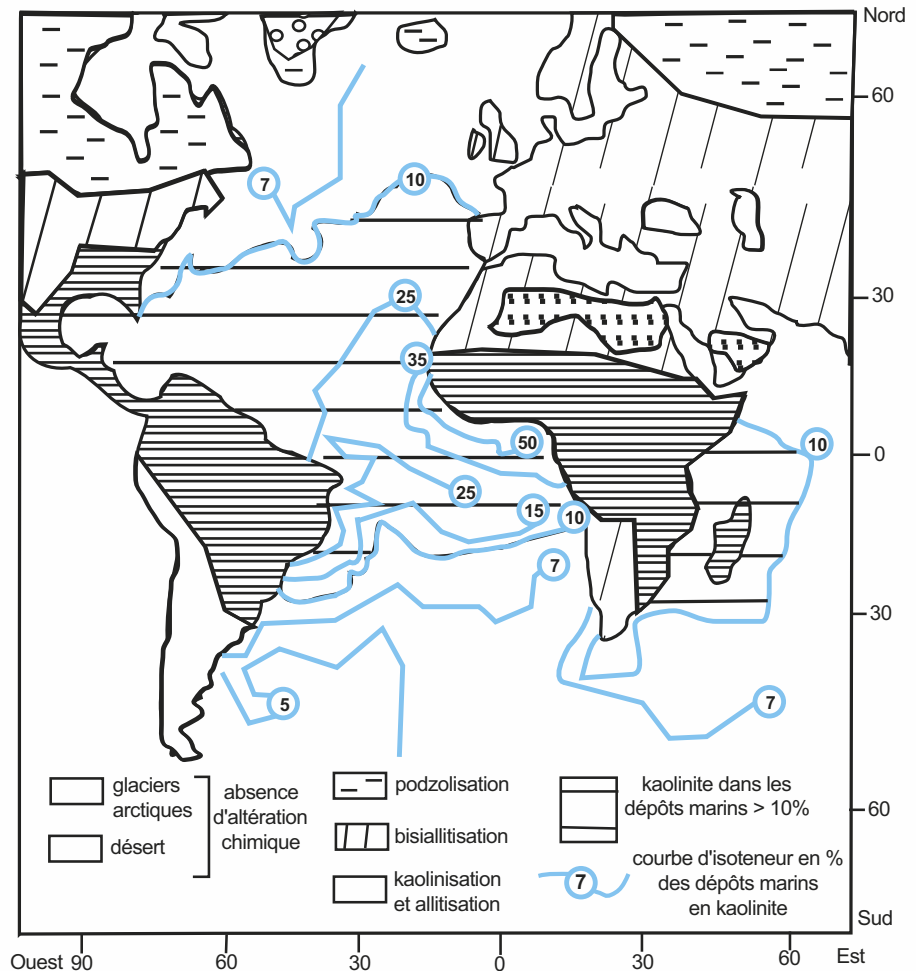 Nord
60
7
10
30
25
35
50
10
0
25
15
10
7
30
5
7
glaciers
arctiques
désert
absence
d'altération
chimique
podzolisation
bisiallitisation
kaolinisation
et allitisation
kaolinite dans les
dépôts marins > 10%
60
7
courbe d'isoteneur en %
des dépôts marins
en kaolinite
Sud
Ouest 90 60 30 0 30 60 Est